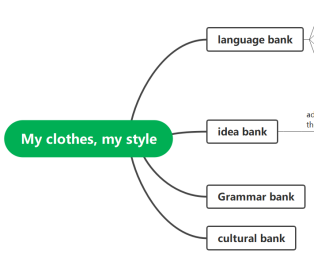 language bank
My clothes, my style
idea bank
Grammar bank
cultural bank